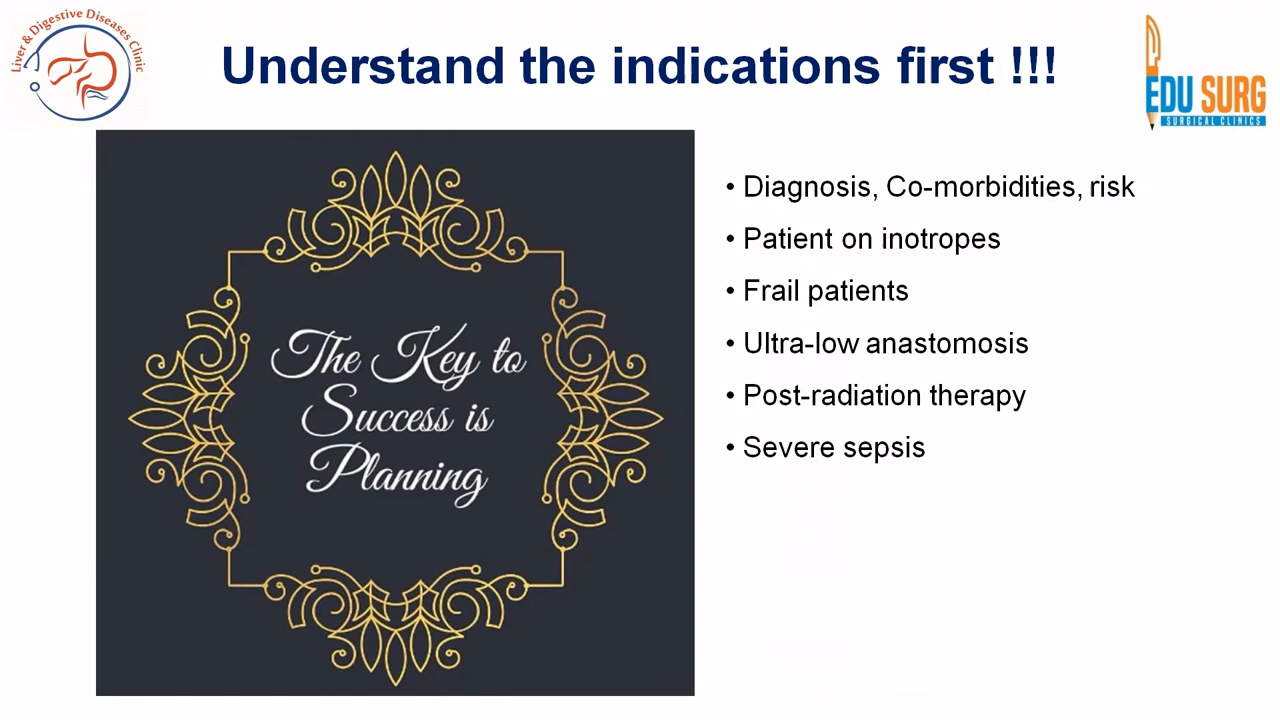 Liver & Digestive Diseases Clinic
Understand the indications first !!!
EDU SURG
SURGICAL CLINICS
The Key to
Success is
Planning
• Diagnosis, Co-morbidities, risk
• Patient on inotropes
• Frail patients
• Ultra-low anastomosis
• Post-radiation therapy
• Severe sepsis